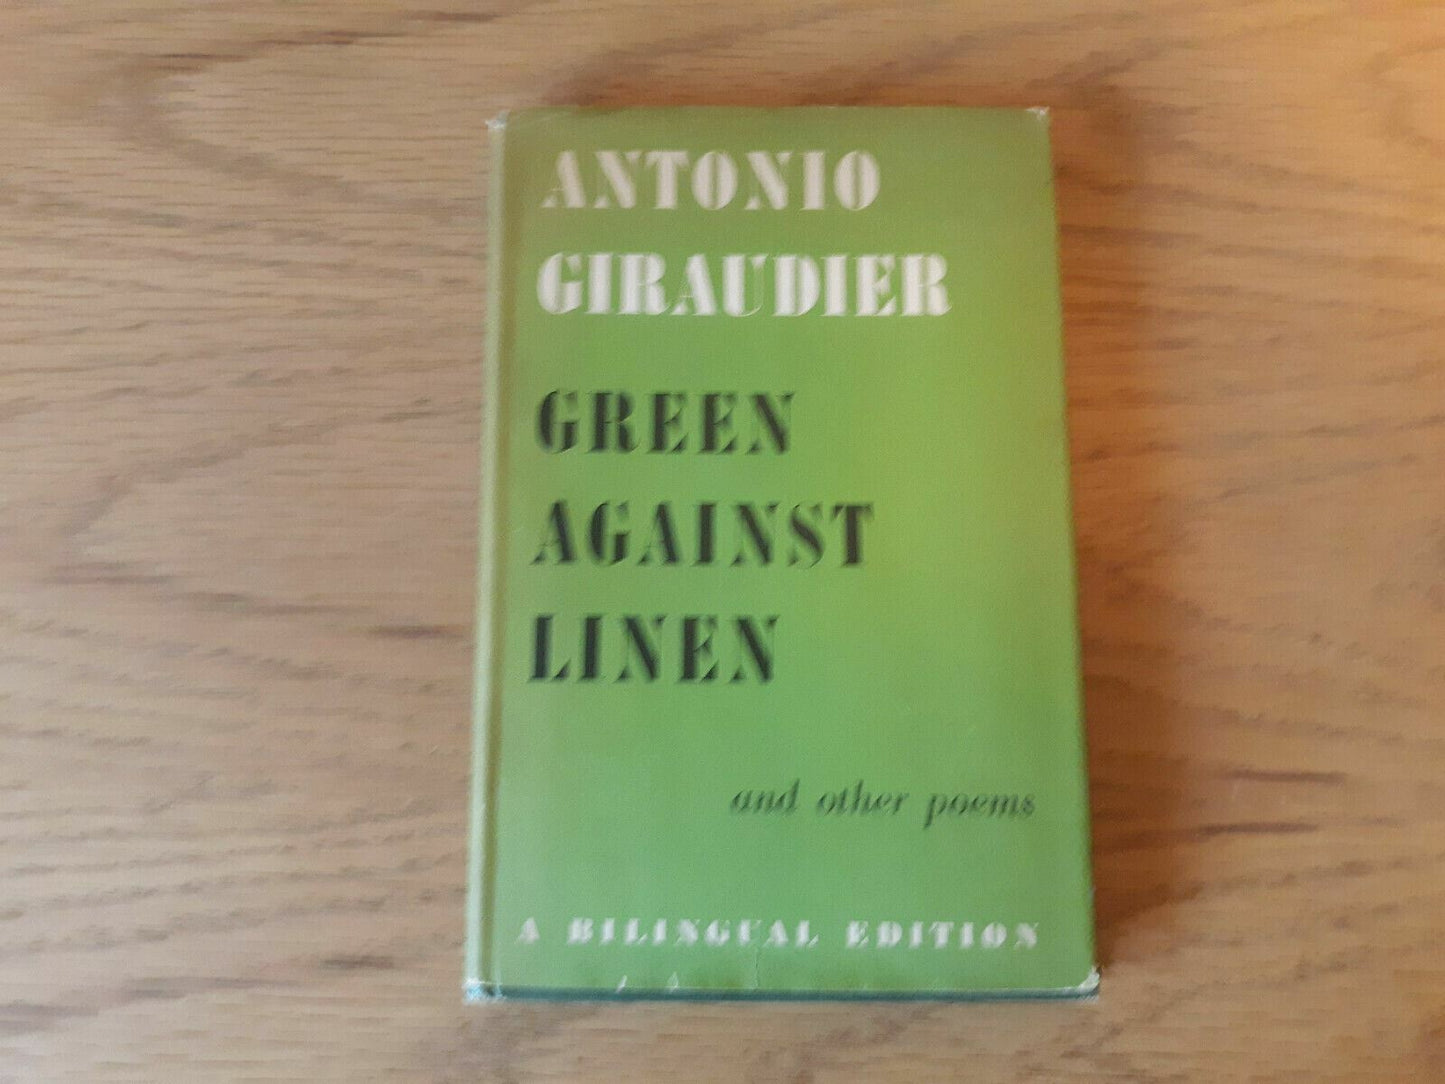 ANTONIO
GIRAUDIER
GREEN
AGAINST
LINEN
and other poems
A BILINGUAL EDITION